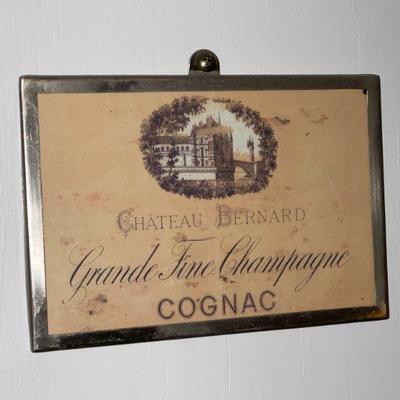 CHÂTEAU BERNARD
Grande Fine Champagne
COGNAC